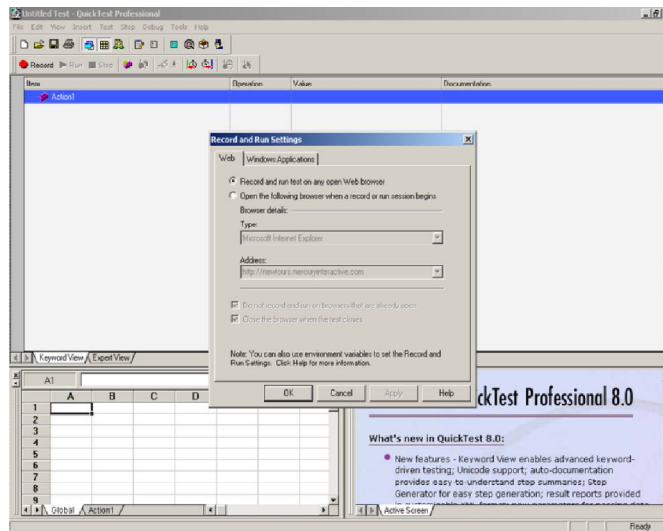 Untitled Test - QuickTest Professional
File Edit View Insert Test Step Debug Tools Help
Record Run Stop
Item Operation Value Documentation
Action1
Record and Run Settings
Web Windows Applications
Record and run test on any open Web browser
Open the following browser when a record or run session begins
Browser details:
Type:
Microsoft Internet Explorer
Address:
http://newtours.mercuryinteractive.com
Do not record and run on browsers that are already open
Close the browser when the test closes
Note: You can also use environment variables to set the Record and
Run Settings. Click Help for more information.
OK Cancel Apply Help
Keyword View Expert View
A1
A B C D
1
2
3
4
5
6
7
8
9
Global Action1
ckTest Professional 8.0
What's new in QuickTest 8.0:
New features - Keyword View enables advanced keyword-
driven testing; Unicode support; auto-documentation
provides easy-to-understand step summaries; Step
Generator for easy step generation; result reports provided
Active Screen
Ready